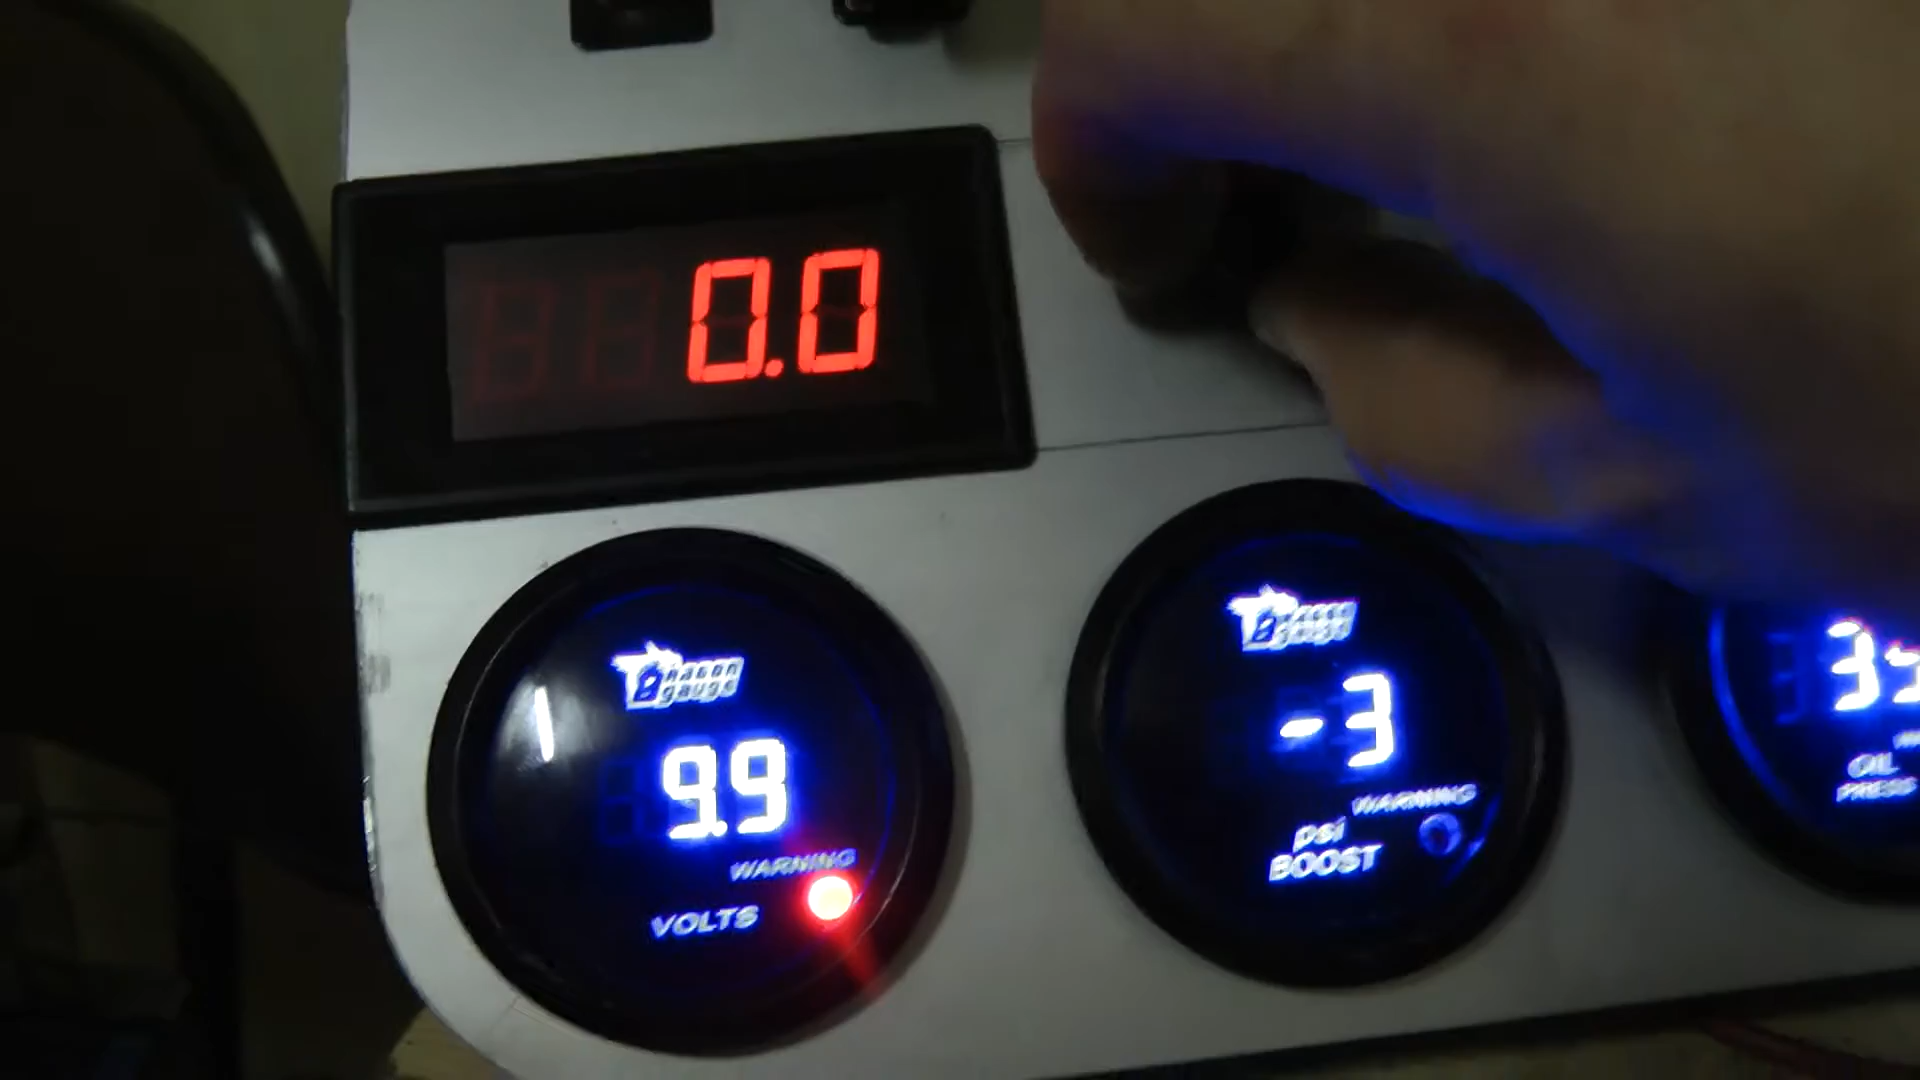 0.0
9.9
WARNING
VOLTS
-3
WARNING
psi
BOOST
OIL
PRESS